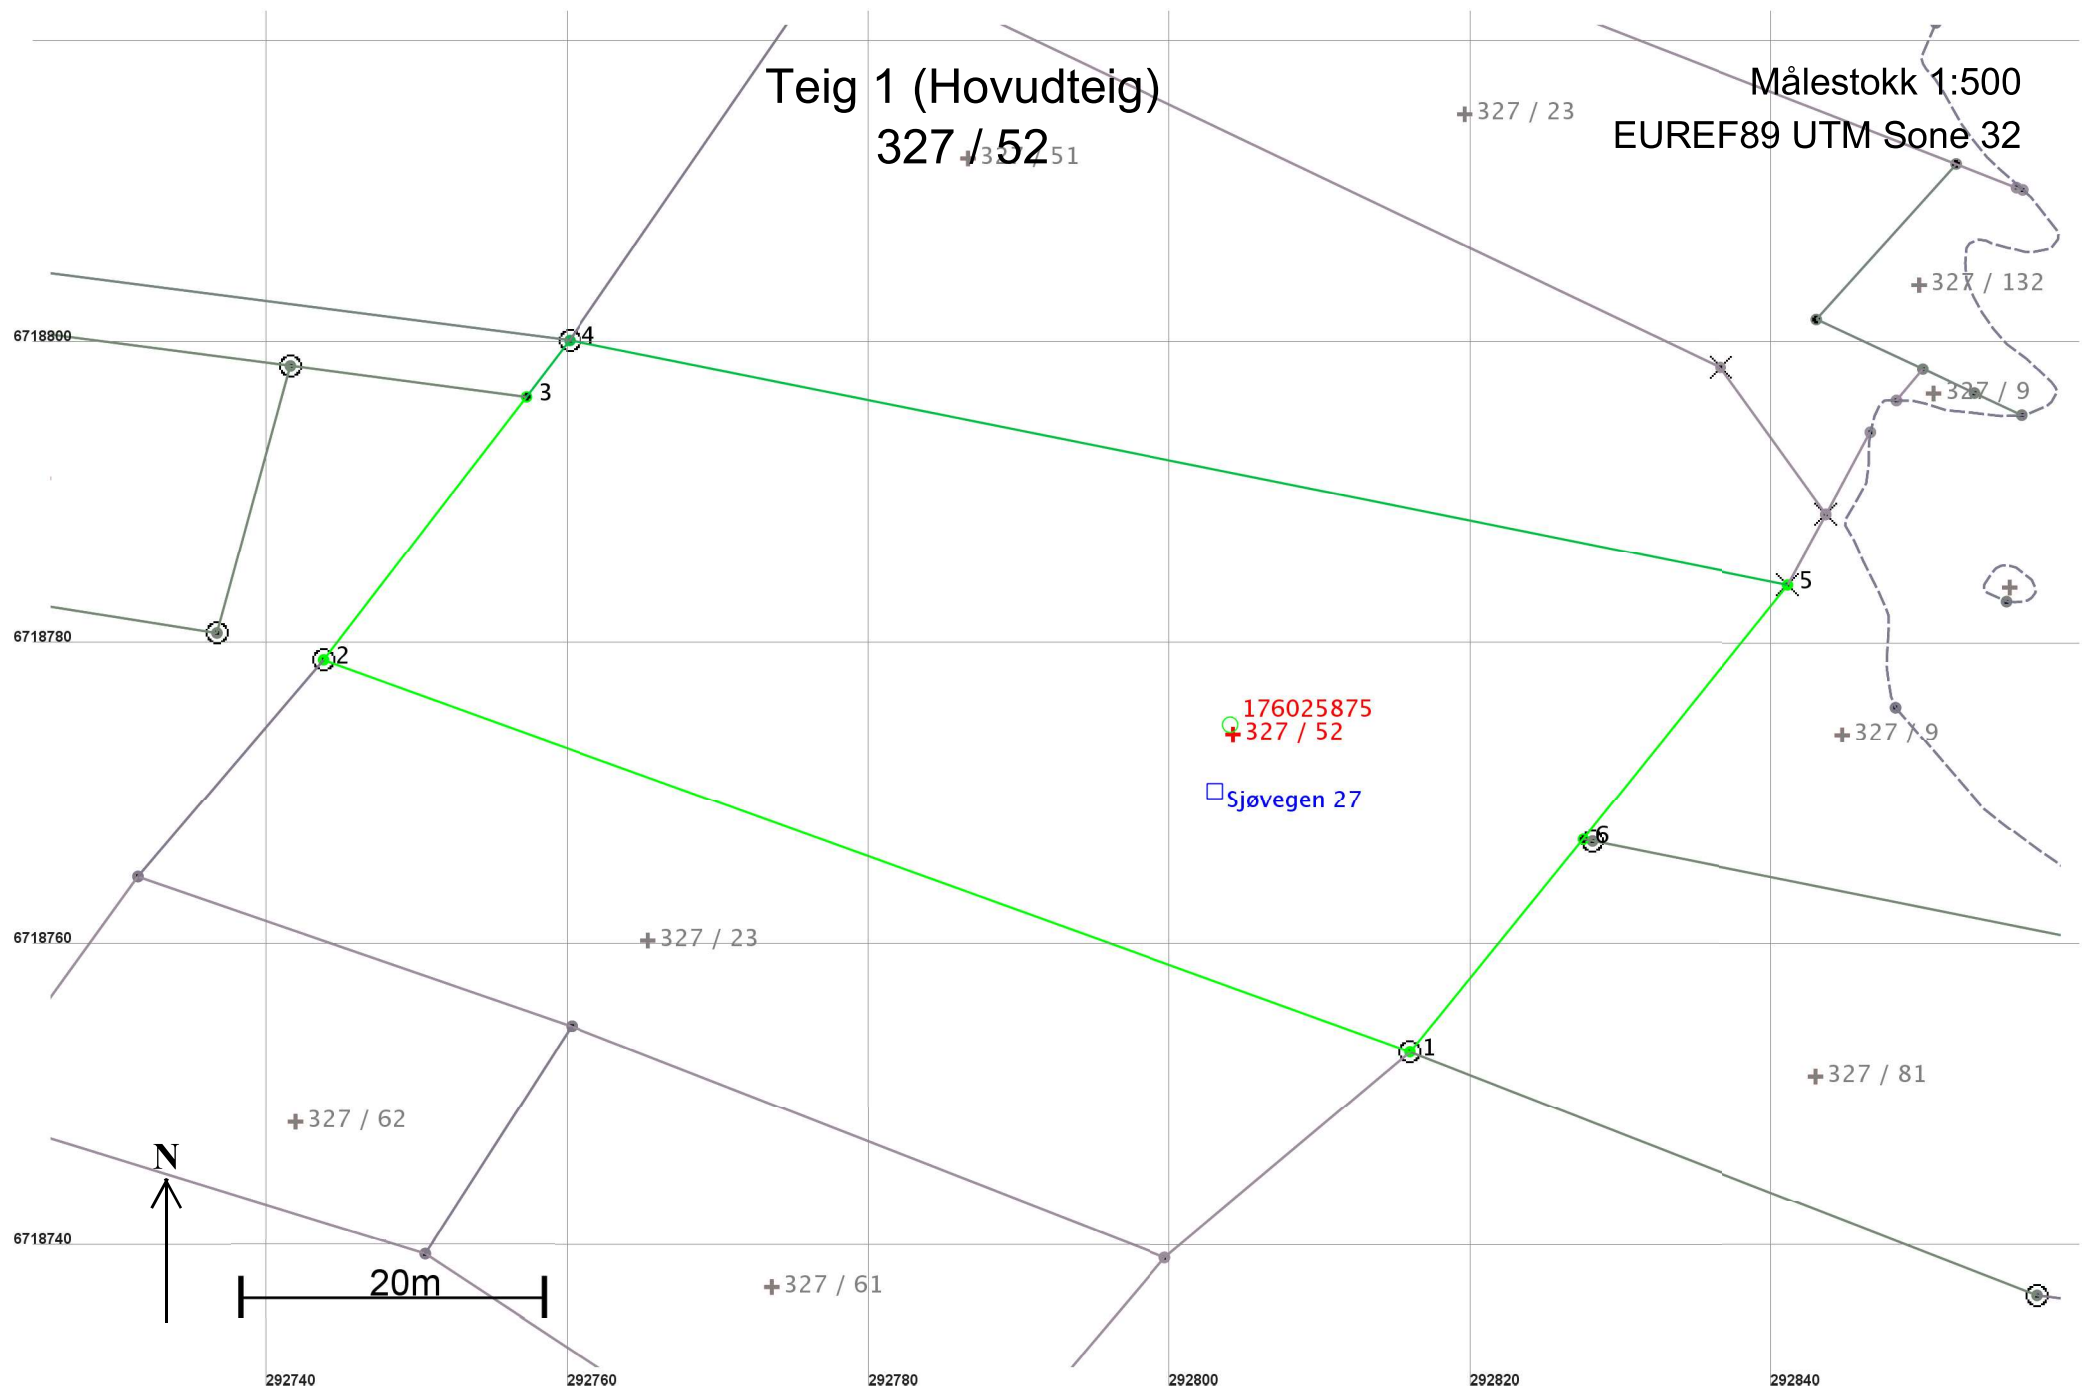 Teig 1 (Hovudteig)
327 / 52
Målestokk 1:500
EUREF89 UTM Sone 32
327 / 23
327 / 51
327 / 132
6718800
4
3
327 / 9
5
6718780
2
176025875
327 / 52
327 / 9
Sjøvegen 27
6
6718760
327 / 23
1
327 / 81
327 / 62
N
6718740
20m
327 / 61
292740
292760
292780
292800
292820
292840